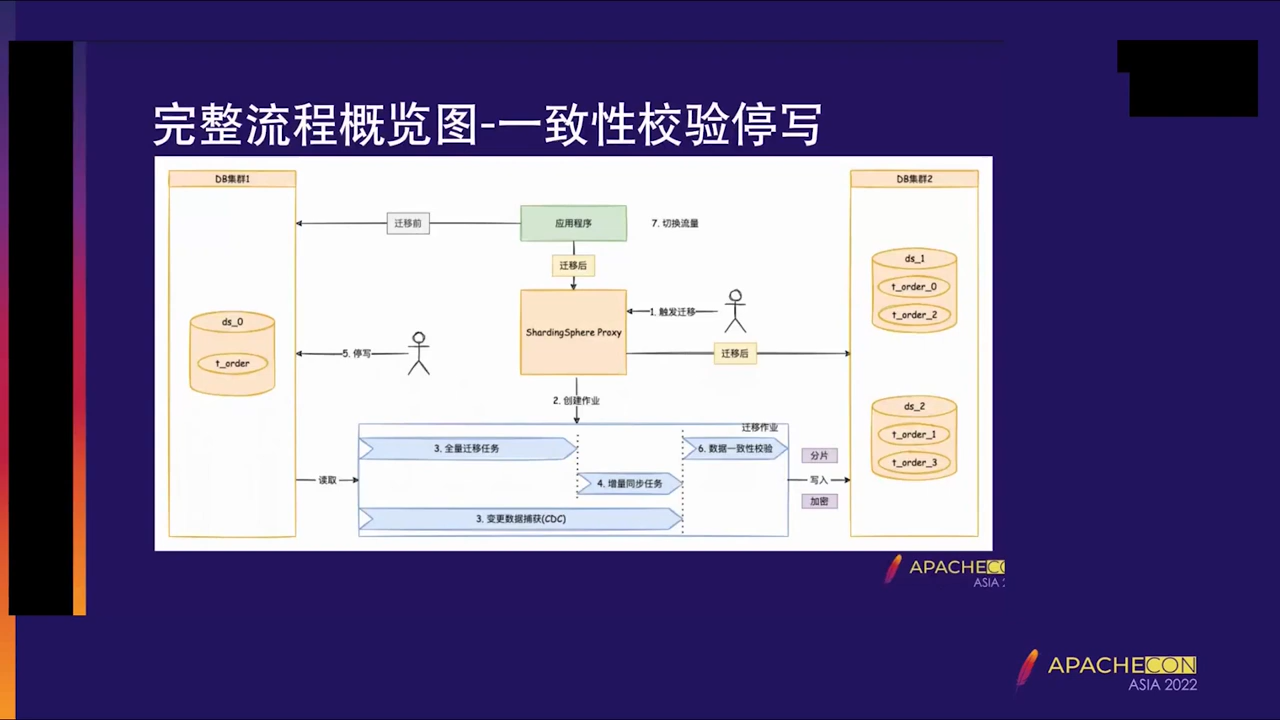 完整流程概览图-一致性校验停写
DB集群1
DB集群2
迁移前
应用程序
7. 切换流量
迁移后
ds_1
t_order_0
t_order_2
1. 触发迁移
ShardingSphere Proxy
ds_0
t_order
5. 停写
迁移后
2. 创建作业
ds_2
t_order_1
t_order_3
迁移作业
3. 全量迁移任务
6. 数据一致性校验
分片
读取
4. 增量同步任务
写入
加密
3. 变更数据捕获(CDC)
APACHECO
ASIA
APACHECON
ASIA 2022